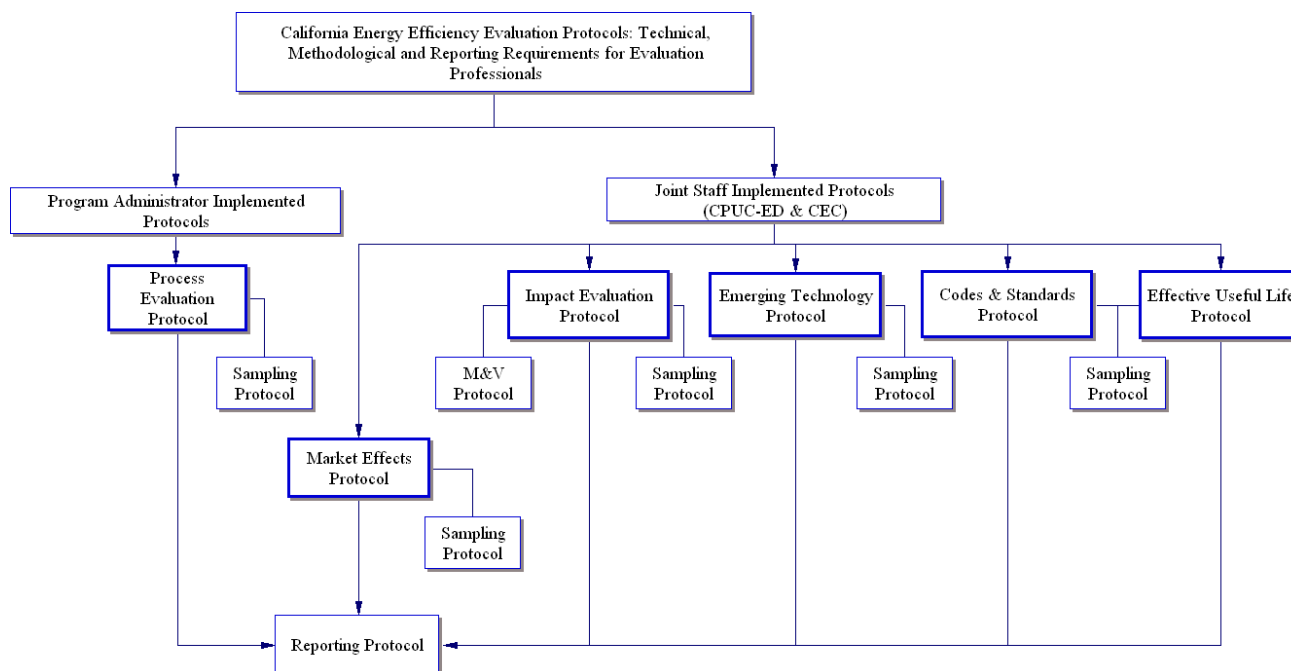 California Energy Efficiency Evaluation Protocols: Technical,
Methodological and Reporting Requirements for Evaluation
Professionals
Program Administrator Implemented
Protocols
Joint Staff Implemented Protocols
(CPUC-ED & CEC)
Process
Evaluation
Protocol
Impact Evaluation
Protocol
Emerging Technology
Protocol
Codes & Standards
Protocol
Effective Useful Life
Protocol
Sampling
Protocol
M&V
Protocol
Sampling
Protocol
Sampling
Protocol
Sampling
Protocol
Market Effects
Protocol
Sampling
Protocol
Reporting Protocol